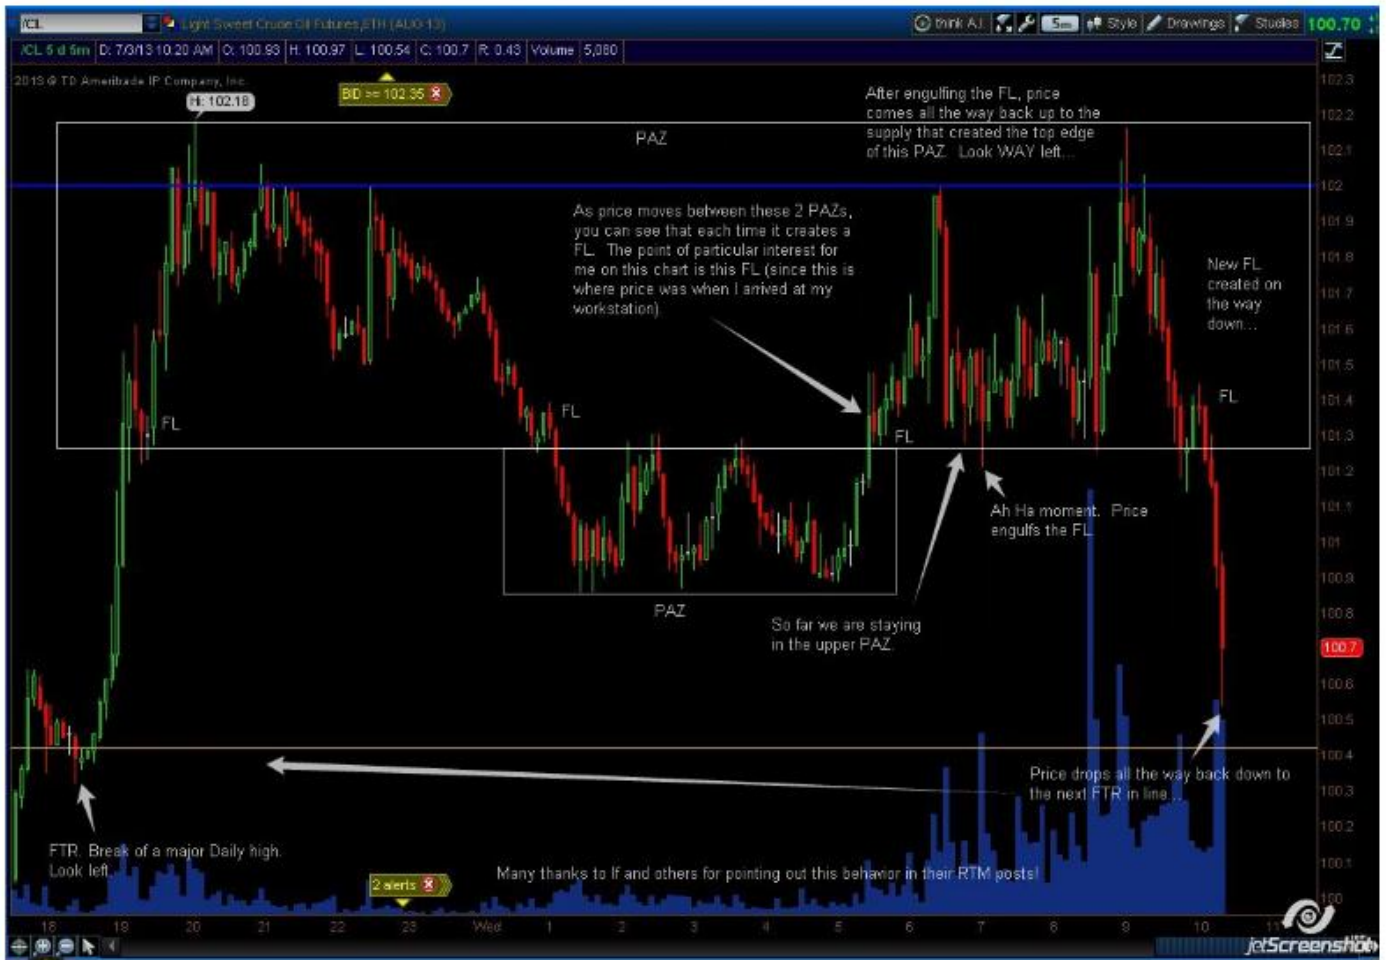 /CL
Light Sweet Crude Oil Futures,ETH (AUG 13)
think A.I.
5m
Style
Drawings
Studies
100.70
/CL 5 d 5m
D: 7/3/13 10:20 AM
O: 100.93
H: 100.97
L: 100.54
C: 100.7
R: 0.43
Volume
5,080
2013 @ TD Ameritrade IP Company, Inc.
Hi: 102.18
BID >= 102.35
PAZ
After engulfing the FL, price
comes all the way back up to the
supply that created the top edge
of this PAZ. Look WAY left...
As price moves between these 2 PAZs,
you can see that each time it creates a
FL. The point of particular interest for
me on this chart is this FL (since this is
where price was when I arrived at my
workstation)
New FL
created on
the way
down...
FL
FL
FL
FL
Ah Ha moment. Price
engulfs the FL
PAZ
So far we are staying
in the upper PAZ.
Price drops all the way back down to
the next FTR in line...
FTR. Break of a major Daily high.
Look left.
2 alerts
Many thanks to If and others for pointing out this behavior in their RTM posts!
102.3
102.2
102.1
102
101.9
101.8
101.7
101.6
101.5
101.4
101.3
101.2
101.1
101
100.9
100.8
100.7
100.6
100.5
100.4
100.3
100.2
100.1
100
18
19
20
21
22
23
Wed
1
2
3
4
5
6
7
8
9
10
jetScreenshot